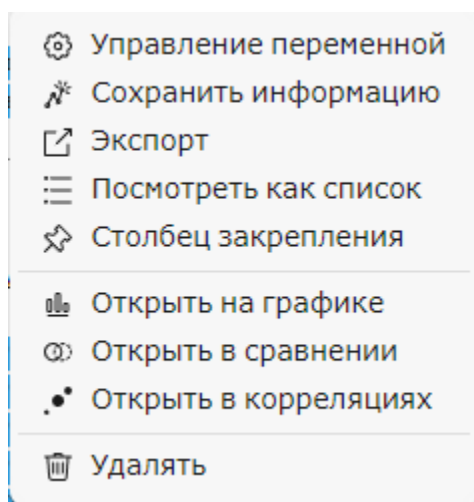 Управление переменной
Сохранить информацию
Экспорт
Посмотреть как список
Столбец закрепления
Открыть на графике
Открыть в сравнении
Открыть в корреляциях
Удалять